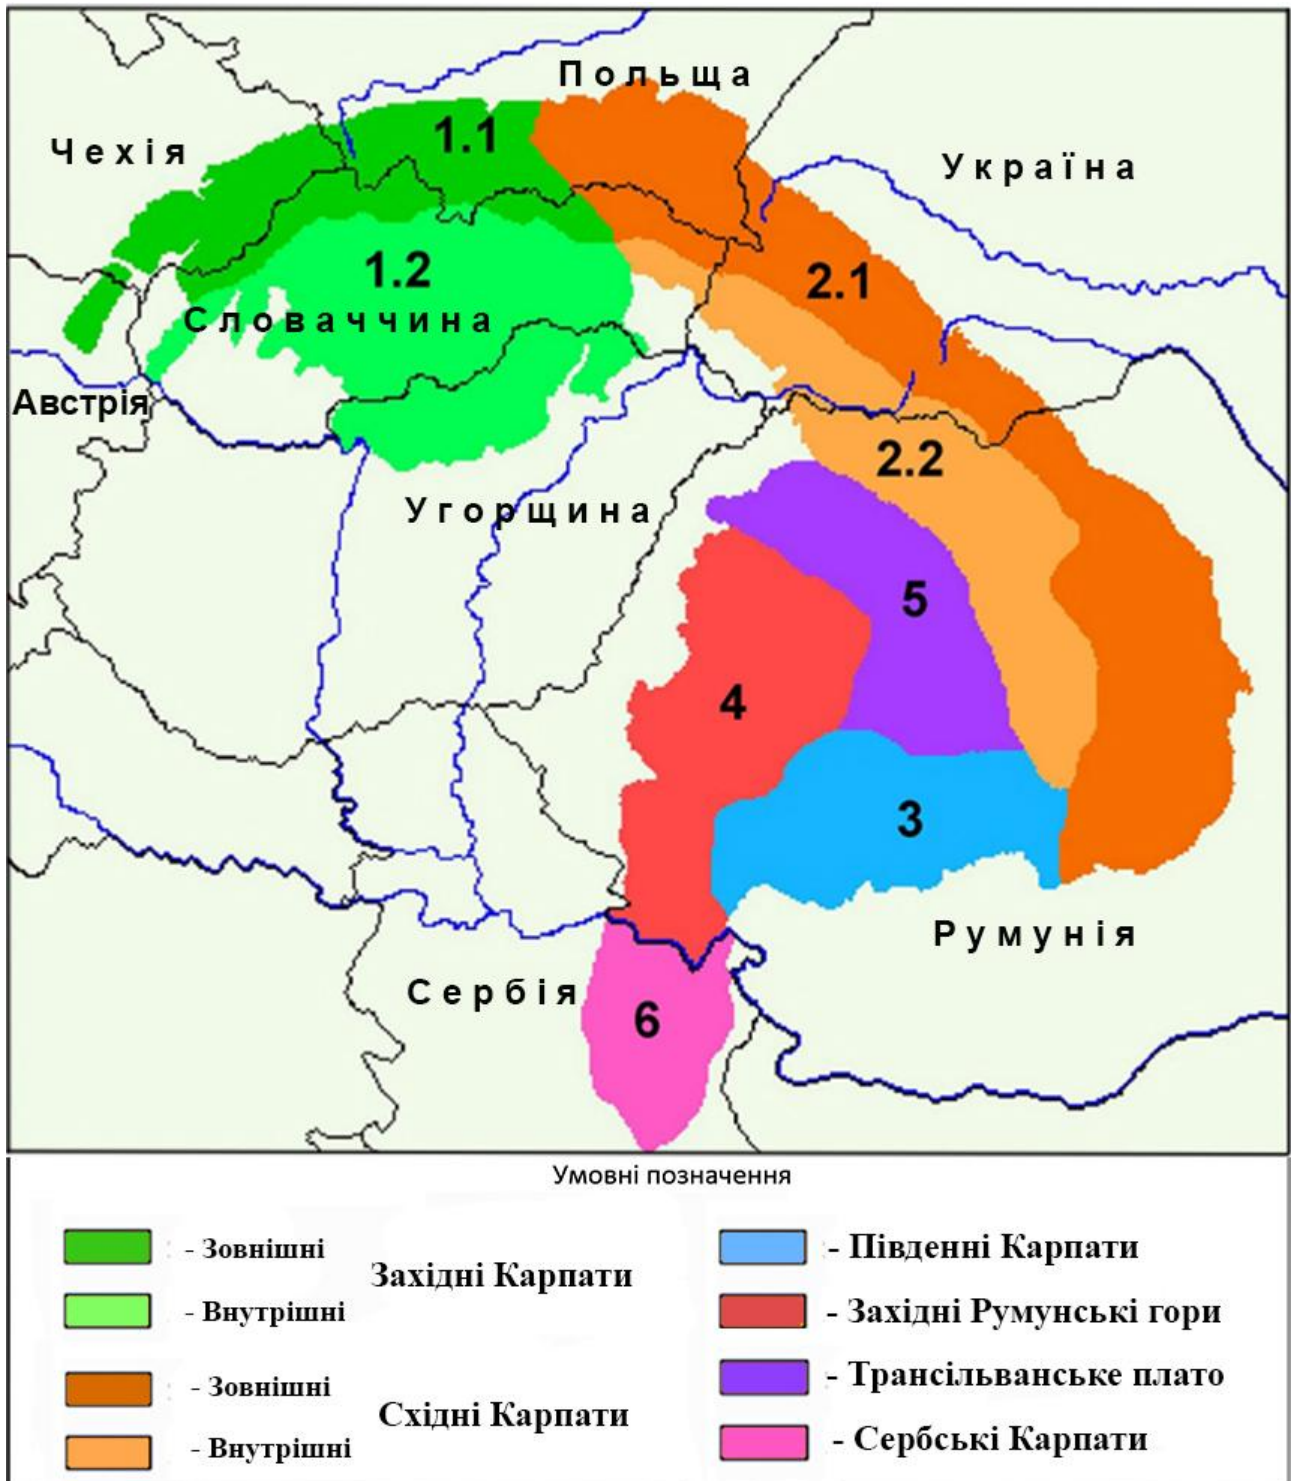 Польща
1.1
Чехія
Україна
1.2
2.1
Словаччина
Австрія
2.2
Угорщина
5
4
3
Румунія
Сербія
6
Умовні позначення
- Зовнішні
Західні Карпати
- Внутрішні
- Зовнішні
Східні Карпати
- Внутрішні
- Південні Карпати
- Західні Румунські гори
- Трансільванське плато
- Сербські Карпати